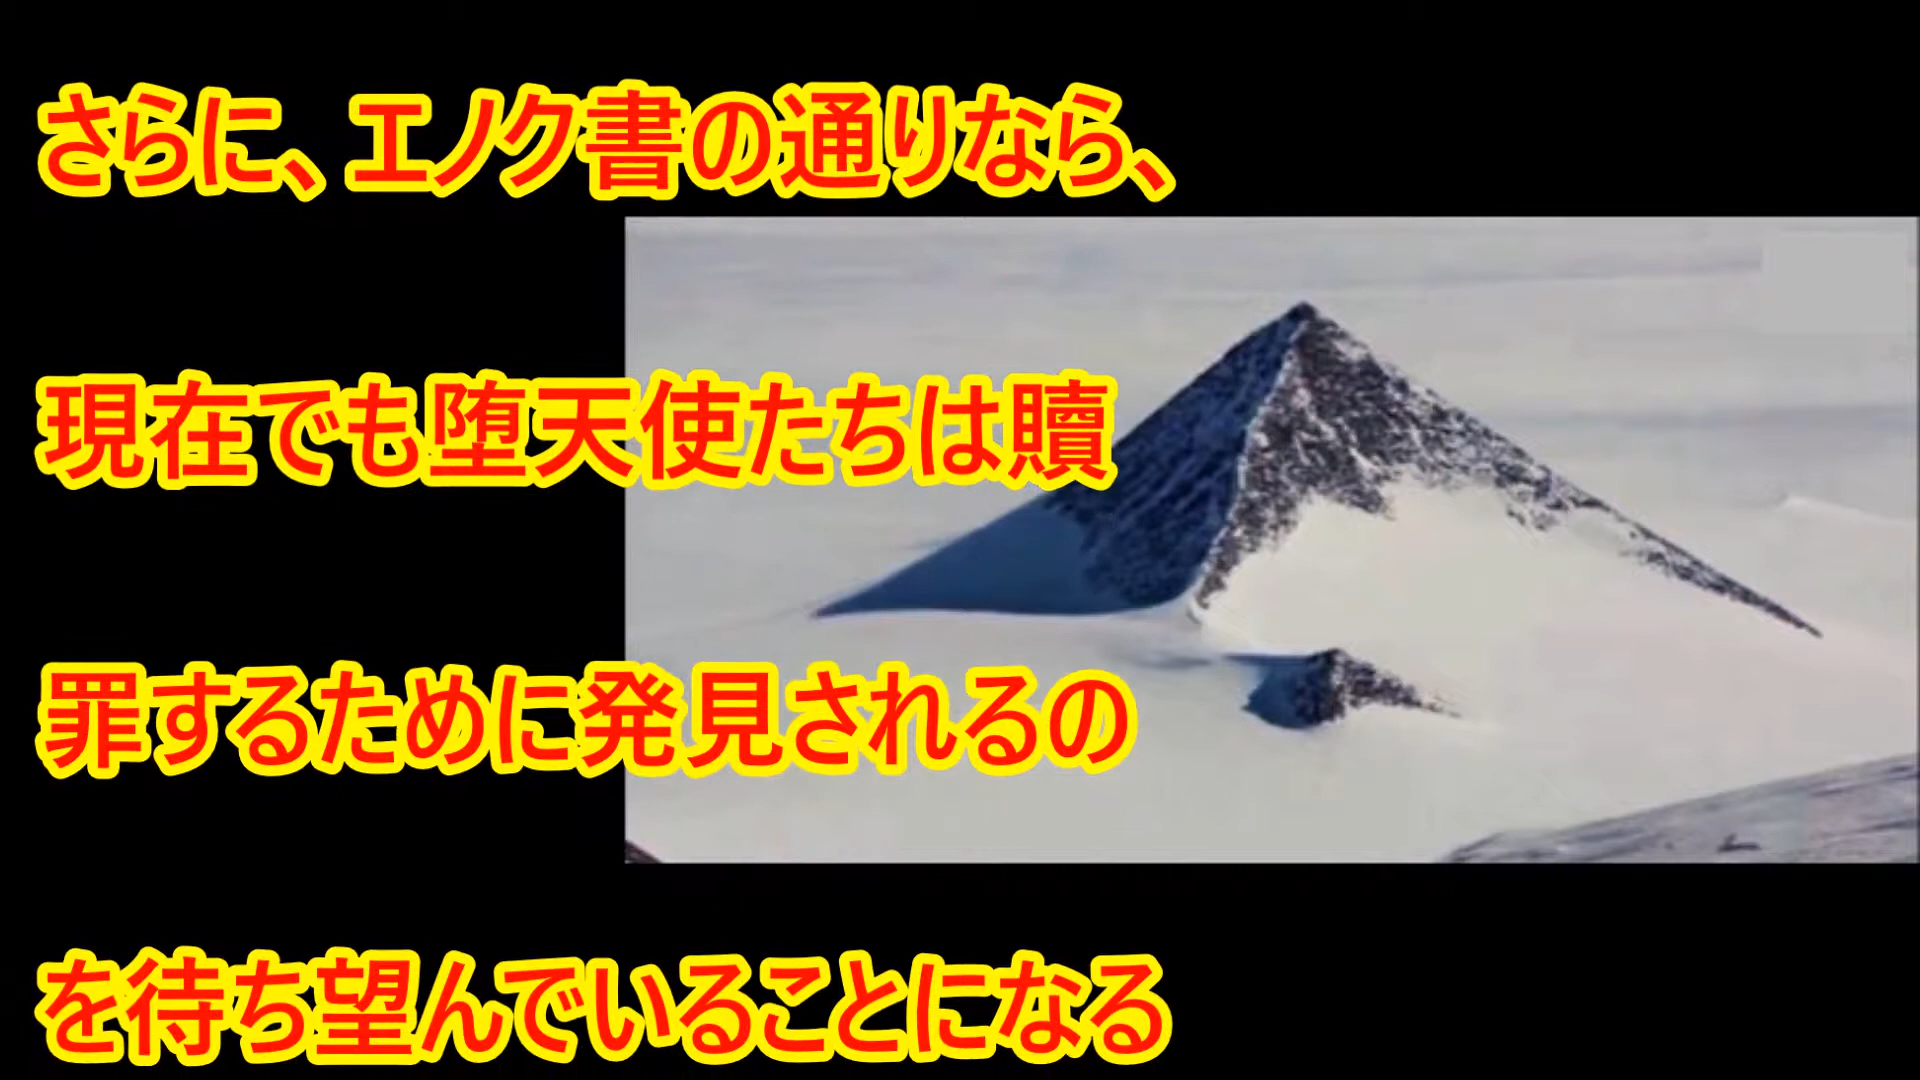 さらに、エノク書の通りなら、
現在でも堕天使たちは贖
罪するために発見されるの
を待ち望んでいることになる